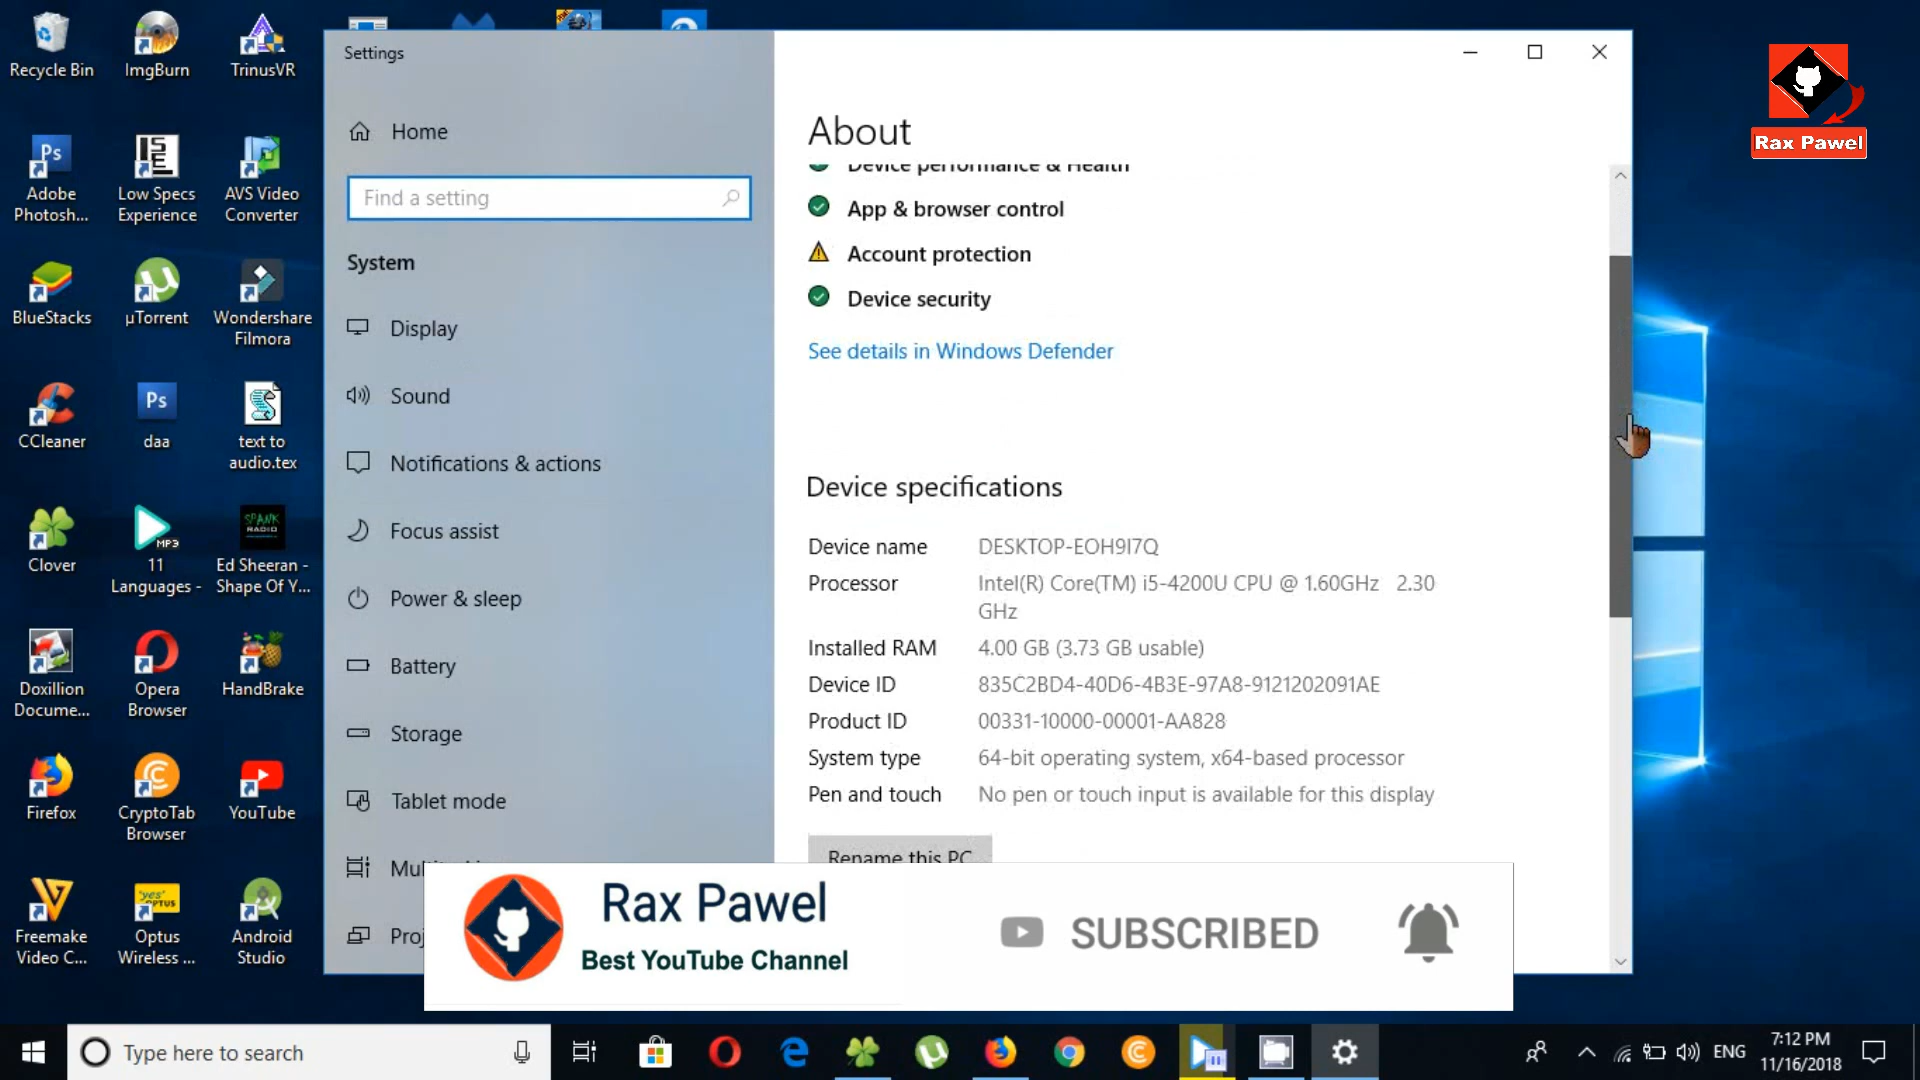 Recycle Bin
ImgBurn
TrinusVR
Adobe
Photosh...
Low Specs
Experience
AVS Video
Converter
BlueStacks
µTorrent
Wondershare
Filmora
CCleaner
daa
text to
audio.tex
Clover
11
Languages -
Ed Sheeran -
Shape Of Y...
Doxillion
Docume...
Opera
Browser
HandBrake
Firefox
CryptoTab
Browser
YouTube
Freemake
Video C...
Optus
Wireless ...
Android
Studio
Ps
Ps
MP3
SPANK
RADIO
'yes'
OPTUS
Settings
Home
Find a setting
System
Display
Sound
Notifications & actions
Focus assist
Power & sleep
Battery
Storage
Tablet mode
About
Device performance & Health
App & browser control
Account protection
Device security
See details in Windows Defender
Device specifications
Device name DESKTOP-EOH9I7Q
Processor Intel(R) Core(TM) i5-4200U CPU @ 1.60GHz 2.30
GHz
Installed RAM 4.00 GB (3.73 GB usable)
Device ID 835C2BD4-40D6-4B3E-97A8-9121202091AE
Product ID 00331-10000-00001-AA828
System type 64-bit operating system, x64-based processor
Pen and touch No pen or touch input is available for this display
Rename this PC
Rax Pawel
Rax Pawel
Best YouTube Channel
SUBSCRIBED
Type here to search
ENG
7:12 PM
11/16/2018